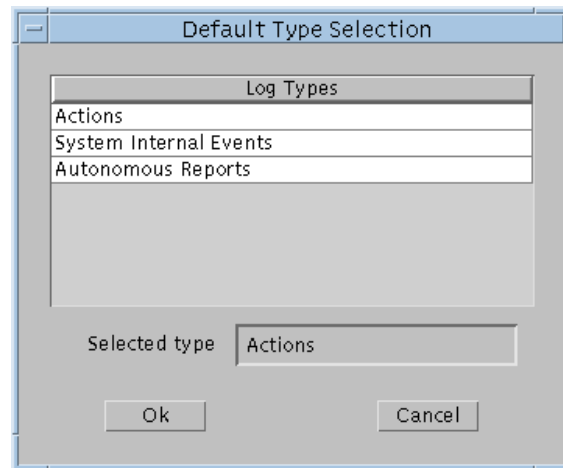 Default Type Selection
Log Types
Actions
System Internal Events
Autonomous Reports
Selected type Actions
Ok Cancel